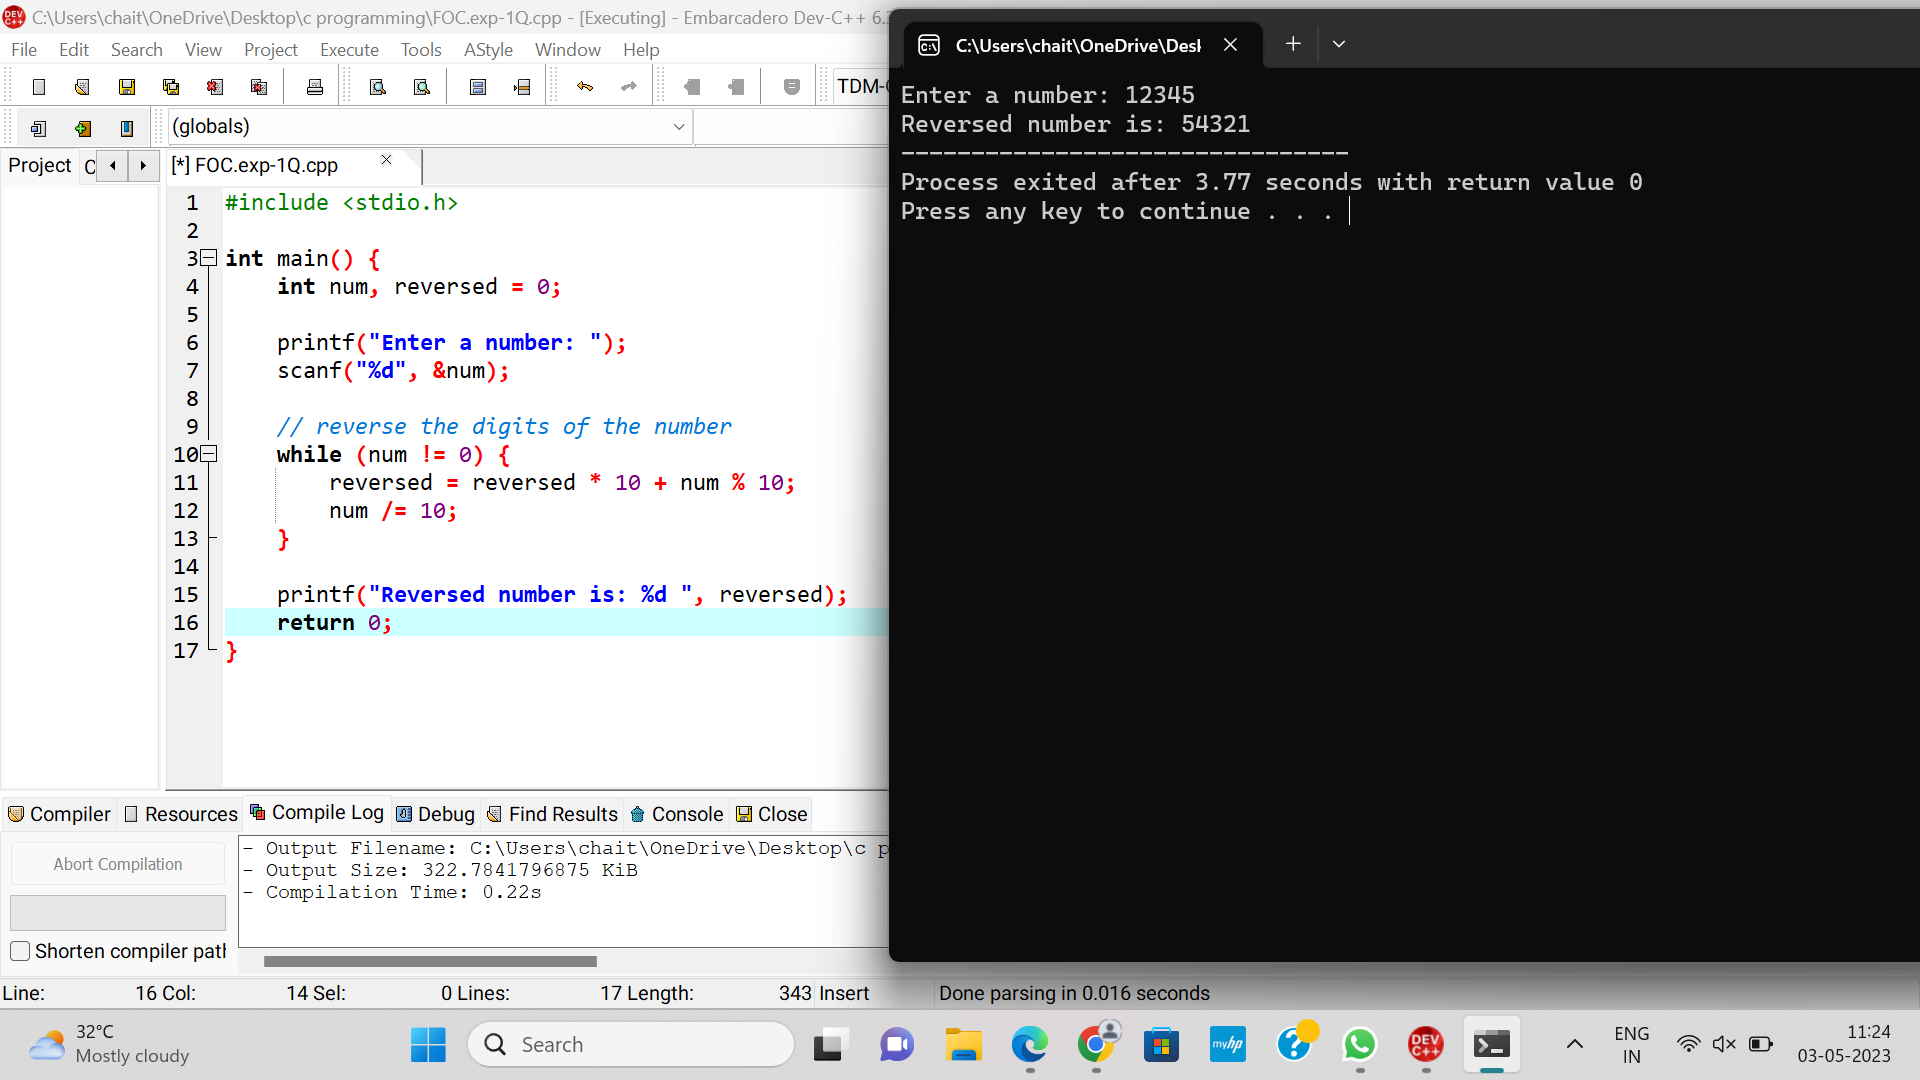 C:\Users\chait\OneDrive\Desktop\c programming\FOC.exp-1Q.cpp - [Executing] - Embarcadero Dev-C++ 6.3
File Edit Search View Project Execute Tools AStyle Window Help
TDM-G
(globals)
Project C
[*] FOC.exp-1Q.cpp
1 #include <stdio.h>
2
3 int main() {
4 int num, reversed = 0;
5
6 printf("Enter a number: ");
7 scanf("%d", &num);
8
9 // reverse the digits of the number
10 while (num != 0) {
11 reversed = reversed * 10 + num % 10;
12 num /= 10;
13 }
14
15 printf("Reversed number is: %d ", reversed);
16 return 0;
17 }
C:\Users\chait\OneDrive\Desk
Enter a number: 12345
Reversed number is: 54321
--------------------------------
Process exited after 3.77 seconds with return value 0
Press any key to continue . . .
Compiler Resources Compile Log Debug Find Results Console Close
Abort Compilation
Shorten compiler path
- Output Filename: C:\Users\chait\OneDrive\Desktop\c p
- Output Size: 322.7841796875 KiB
- Compilation Time: 0.22s
Line: 16 Col: 14 Sel: 0 Lines: 17 Length: 343 Insert Done parsing in 0.016 seconds
32°C
Mostly cloudy
Search
myhp
DEV C++
ENG
IN
11:24
03-05-2023